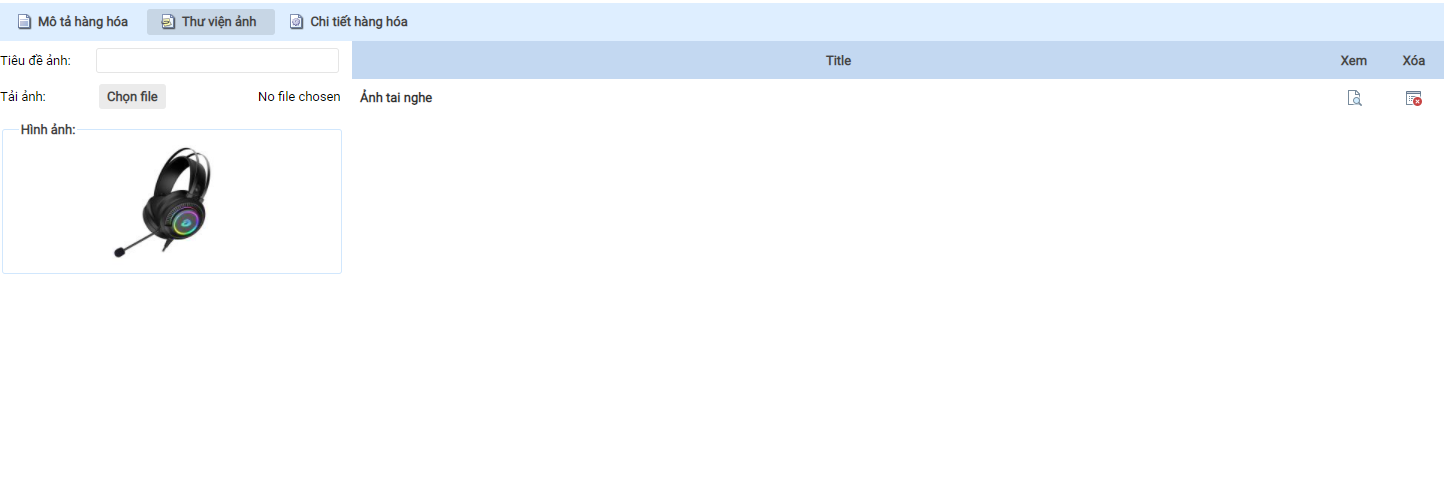 Mô tả hàng hóa Thư viện ảnh Chi tiết hàng hóa
Tiêu đề ảnh:
Title Xem Xóa
Tải ảnh: Chọn file No file chosen
Ảnh tai nghe
Hình ảnh: